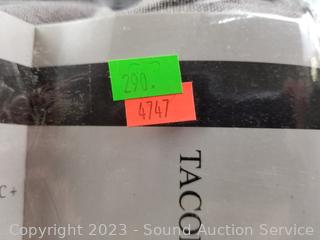 290.
4747
TACO
C+
Copyright 2023 - Sound Auction Service